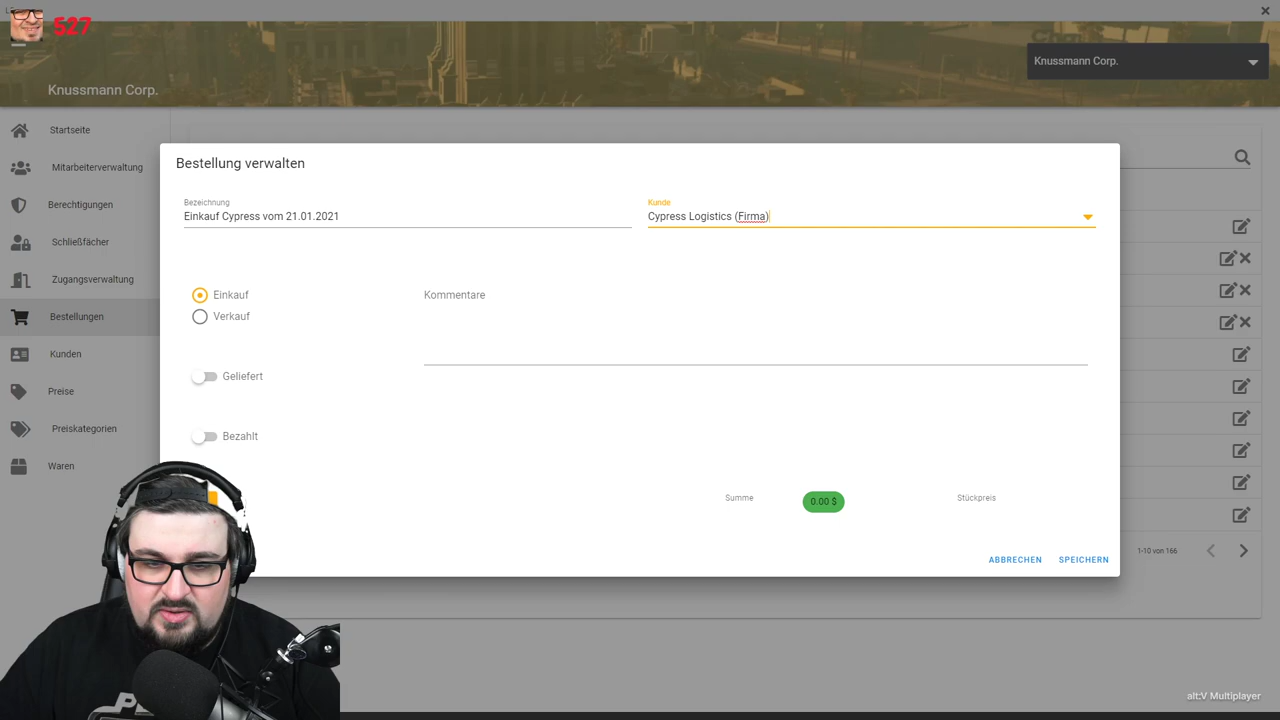 527
Knussmann Corp.
Knussmann Corp.
Startseite
Mitarbeiterverwaltung
Berechtigungen
Schließfächer
Zugangsverwaltung
Bestellungen
Kunden
Preise
Preiskategorien
Waren
Bestellung verwalten
Bezeichnung
Einkauf Cypress vom 21.01.2021
Kunde
Cypress Logistics (Firma)
Einkauf
Verkauf
Kommentare
Geliefert
Bezahlt
Summe
0.00 $
Stückpreis
ABBRECHEN
SPEICHERN
1-10 von 166
alt:V Multiplayer